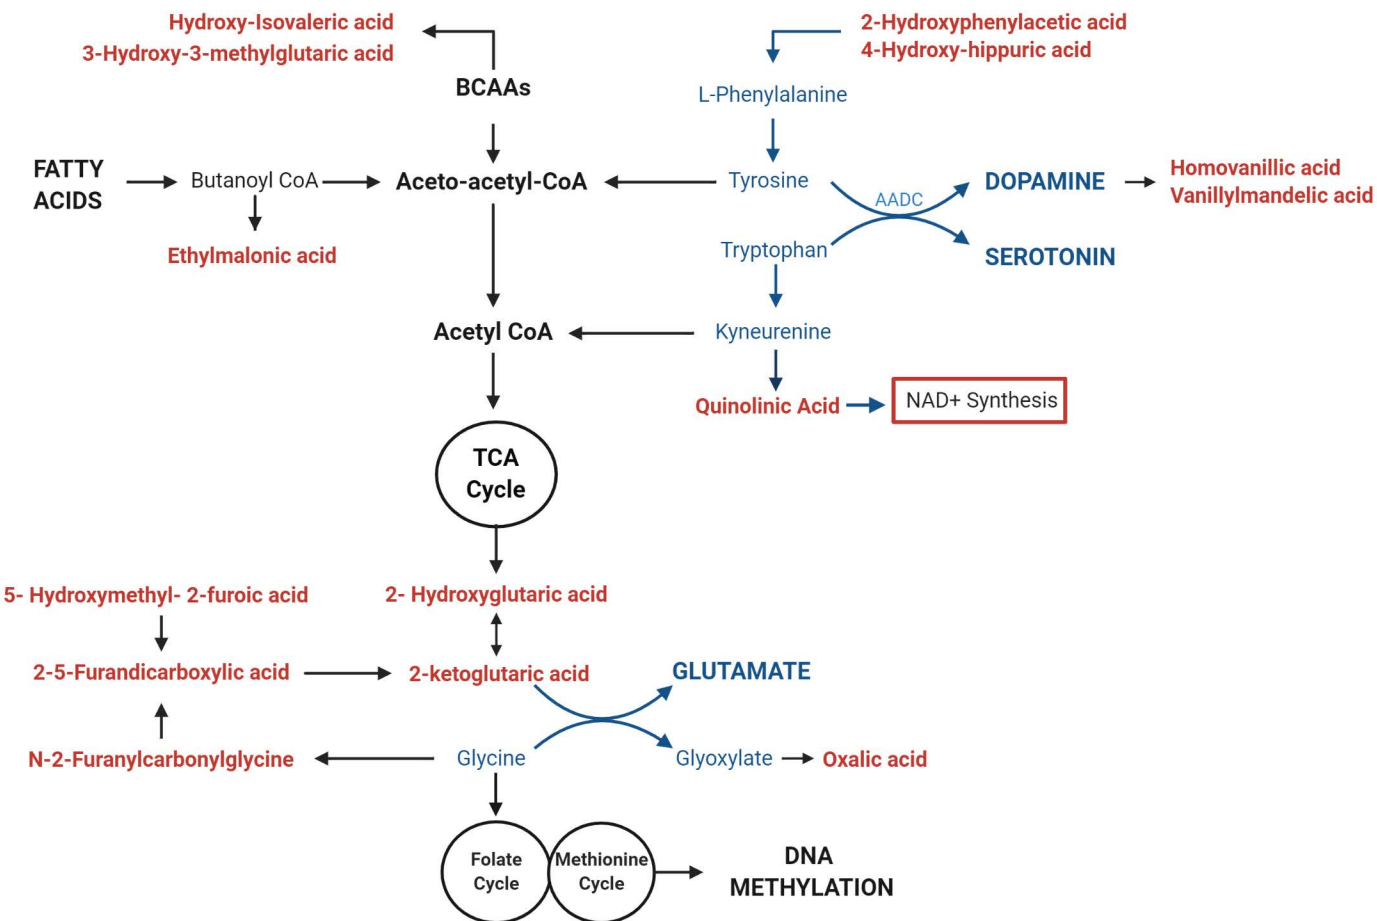 Hydroxy-Isovaleric acid
3-Hydroxy-3-methylglutaric acid
2-Hydroxyphenylacetic acid
4-Hydroxy-hippuric acid
BCAAs
L-Phenylalanine
FATTY
ACIDS
Butanoyl CoA
Aceto-acetyl-CoA
Tyrosine
AADC
DOPAMINE
Homovanillic acid
Vanillylmandelic acid
Ethylmalonic acid
Tryptophan
SEROTONIN
Acetyl CoA
Kyneurenine
Quinolinic Acid
NAD+ Synthesis
TCA
Cycle
5- Hydroxymethyl- 2-furoic acid
2- Hydroxyglutaric acid
2-5-Furandicarboxylic acid
2-ketoglutaric acid
GLUTAMATE
N-2-Furanylcarbonylglycine
Glycine
Glyoxylate
Oxalic acid
Folate
Cycle
Methionine
Cycle
DNA
METHYLATION